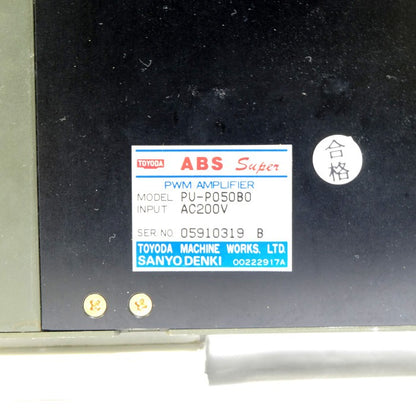 TOYODA ABS Super
PWM AMPLIFIER
MODEL PU-P050B0
INPUT AC200V
SER.NO. 05910319 B
TOYODA MACHINE WORKS. LTD.
SANYO DENKI 00222917A
合格